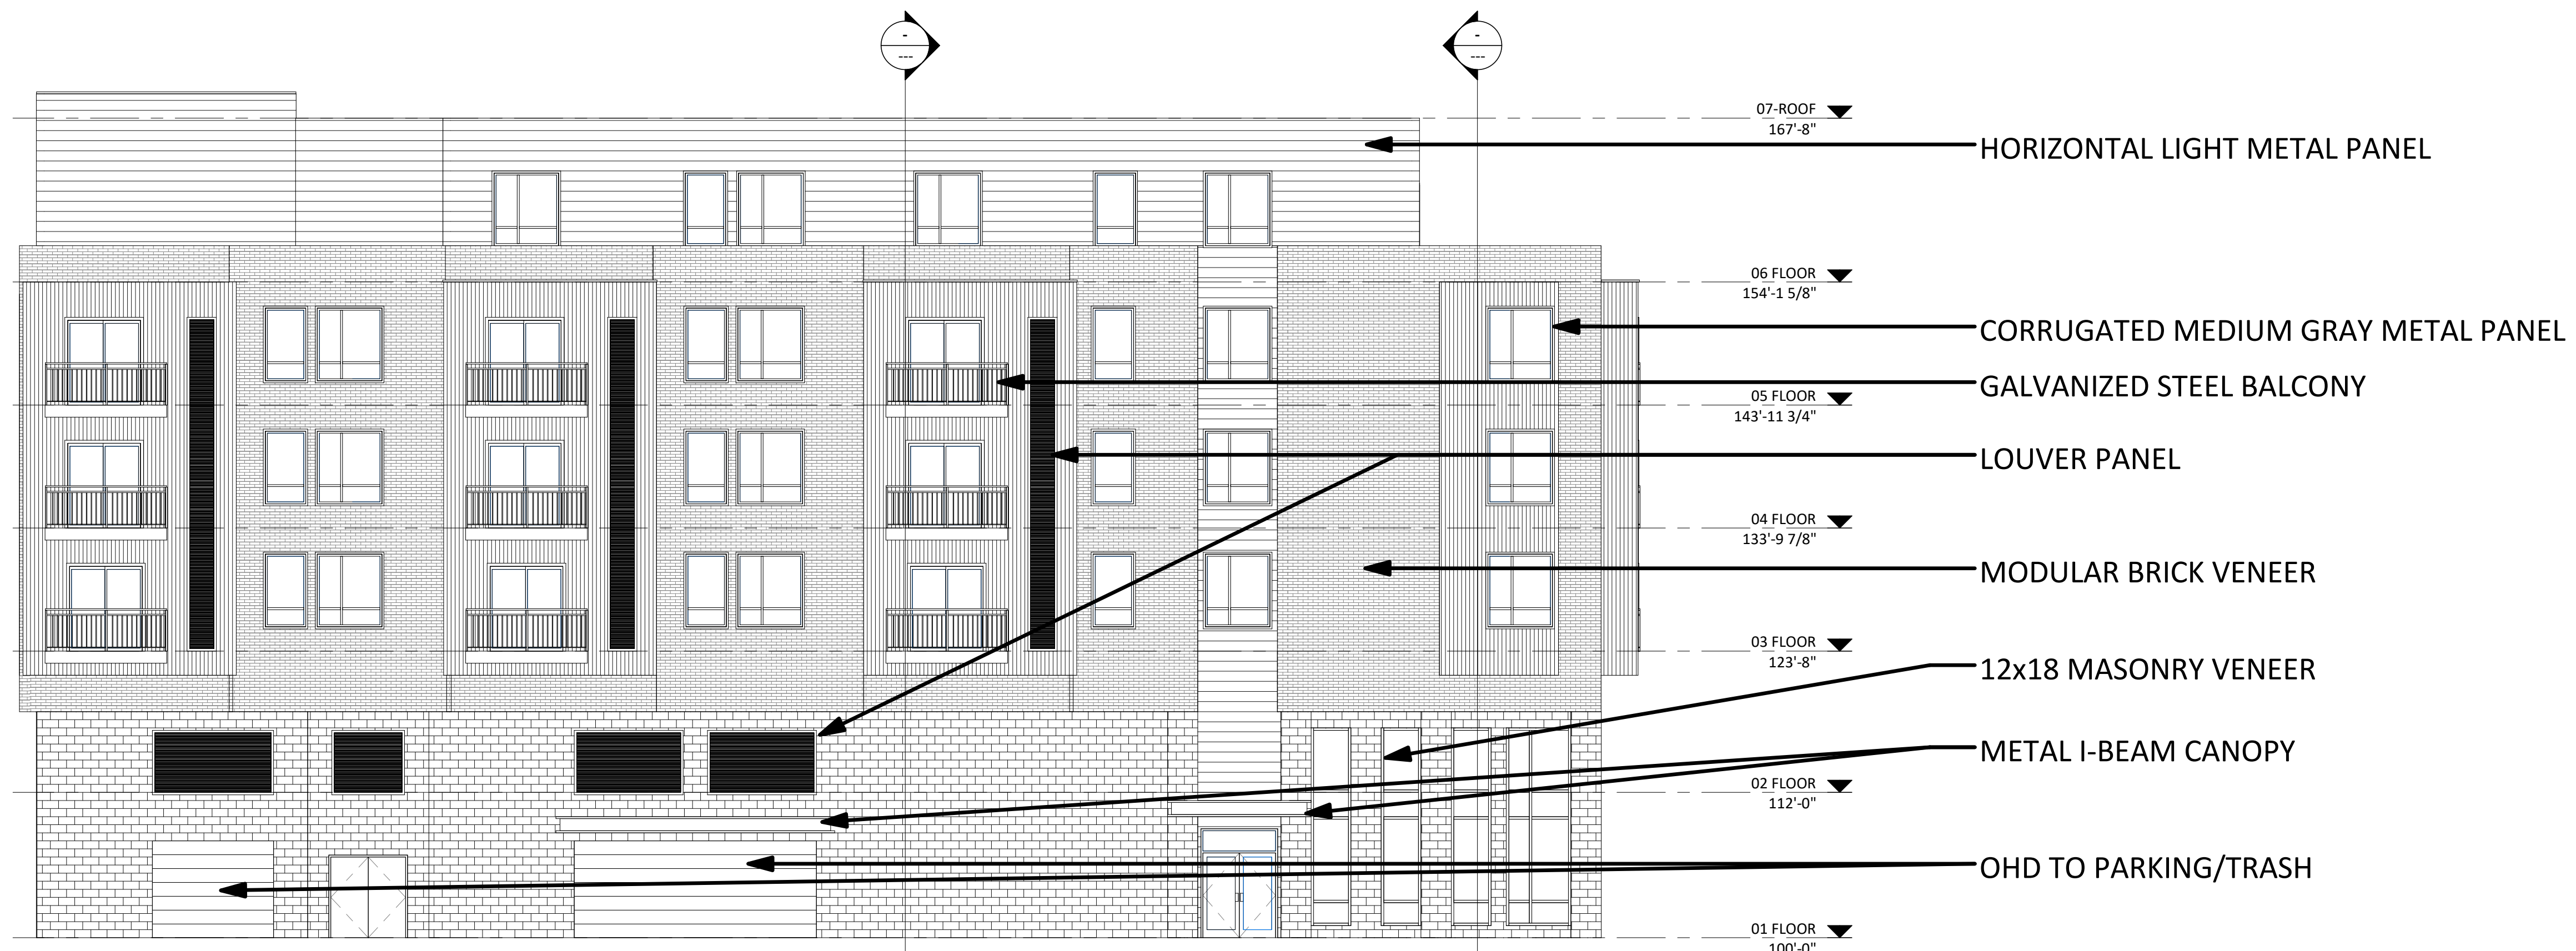 -
---
-
---
07-ROOF
167'-8"
HORIZONTAL LIGHT METAL PANEL
06 FLOOR
154'-1 5/8"
CORRUGATED MEDIUM GRAY METAL PANEL
GALVANIZED STEEL BALCONY
05 FLOOR
143'-11 3/4"
LOUVER PANEL
04 FLOOR
133'-9 7/8"
MODULAR BRICK VENEER
03 FLOOR
123'-8"
12x18 MASONRY VENEER
METAL I-BEAM CANOPY
02 FLOOR
112'-0"
OHD TO PARKING/TRASH
01 FLOOR
100'-0"